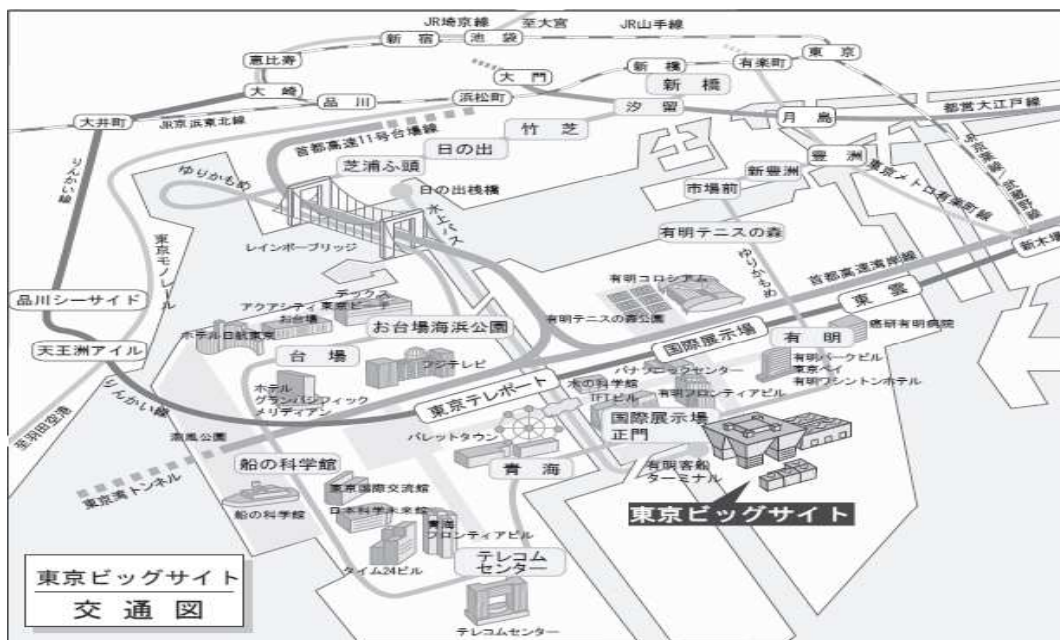 JR埼京線
至大宮
JR山手線
新宿
池袋
恵比寿
新橋
有楽町
東京
大門
新橋
大崎
品川
浜松町
汐留
大井町
JR京浜東北線
月島
都営大江戸線
首都高速11号台場線
竹芝
日の出
芝浦ふ頭
豊洲
新豊洲
市場前
東京メトロ有楽町線
りんかい線
ゆりかもめ
日の出桟橋
水上バス
有明テニスの森
レインボーブリッジ
東京モノレール
ゆりかもめ
首都高速湾岸線
新木場
品川シーサイド
デックス
東京ビーチ
アクアシティ
お台場
有明コロシアム
東雲
お台場海浜公園
有明テニスの森公園
ホテル日航東京
国際展示場
有明
癌研有明病院
天王洲アイル
台場
フジテレビ
パナソニックセンター
有明パークビル
東京ベイ
有明ワシントンホテル
ホテル
グランパシフィック
メリディアン
東京テレポート
水の科学館
TFTビル
有明フロンティアビル
りんかい線
国際展示場
正門
至羽田空港
潮風公園
パレットタウン
青海
有明客船
ターミナル
東京湾トンネル
船の科学館
東京国際交流館
東京ビッグサイト
船の科学館
日本科学未来館
青海
フロンティアビル
タイム24ビル
テレコム
センター
テレコムセンター
東京ビッグサイト
交通図